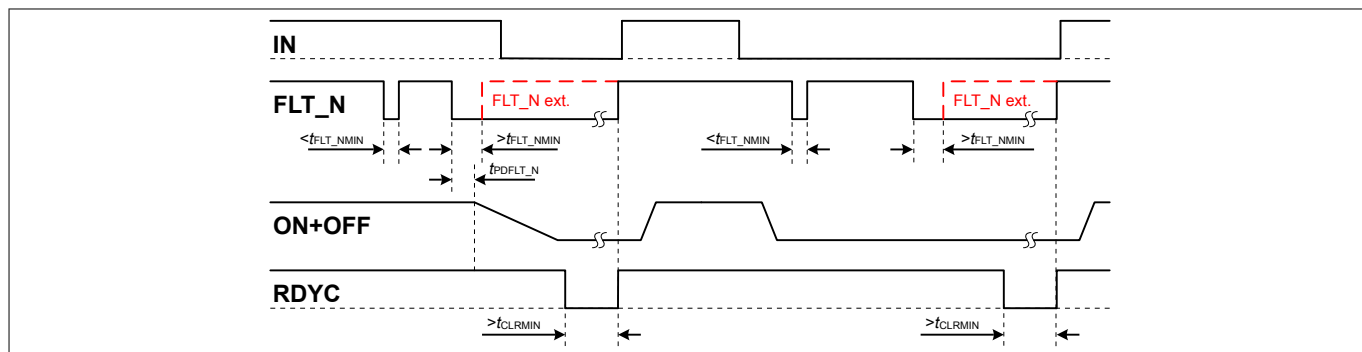 IN
FLT_N
FLT_N ext.
FLT_N ext.
<tFLT_NMIN
>tFLT_NMIN
<tFLT_NMIN
>tFLT_NMIN
tPDFLT_N
ON+OFF
RDYC
>tCLRMIN
>tCLRMIN